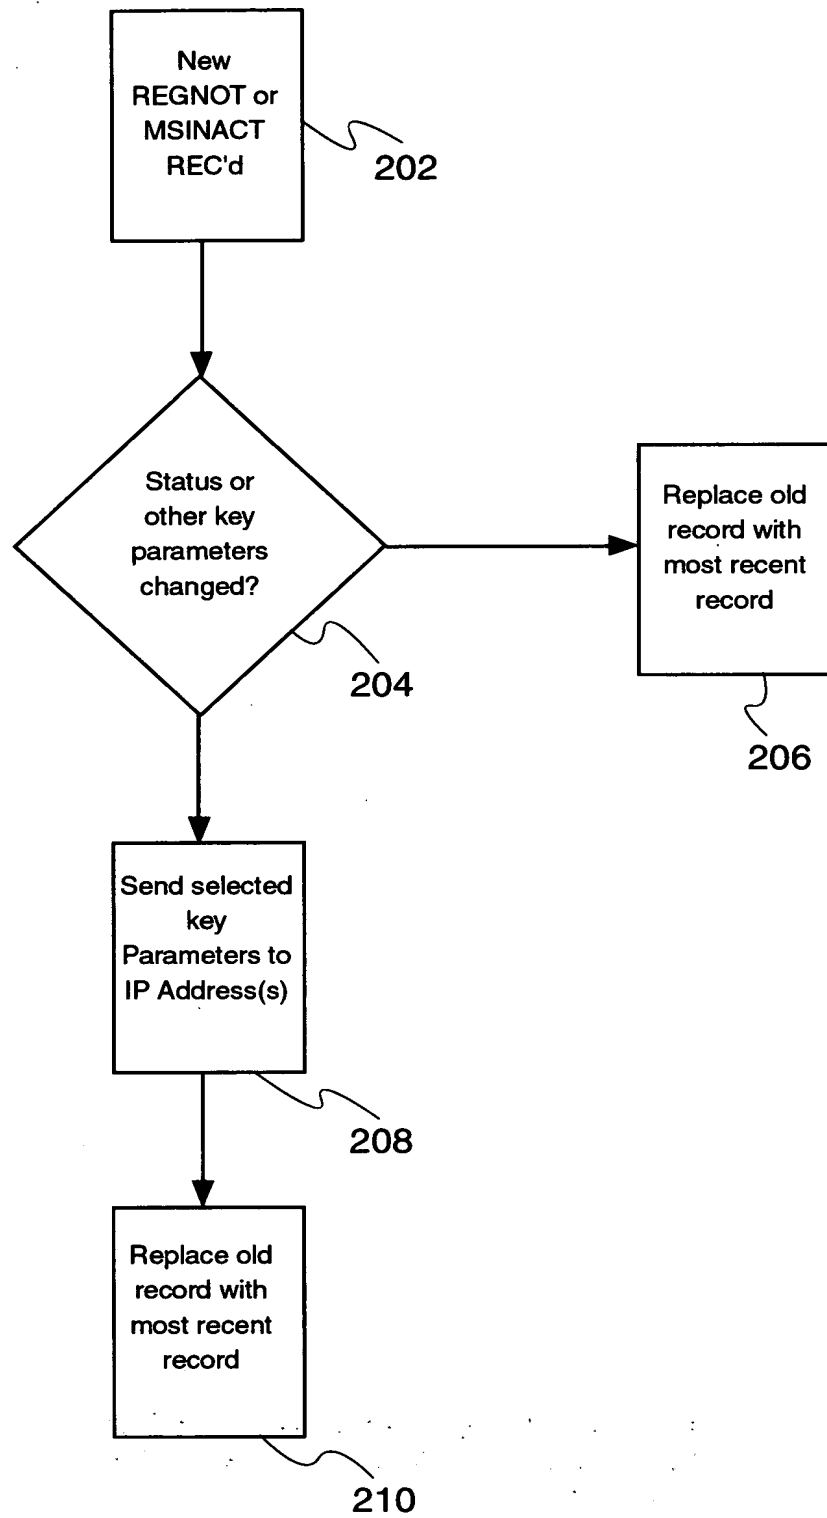 New
REGNOT or
MSINACT
REC'd
202
Status or
other key
parameters
changed?
204
Replace old
record with
most recent
record
206
Send selected
key
Parameters to
IP Address(s)
208
Replace old
record with
most recent
record
210